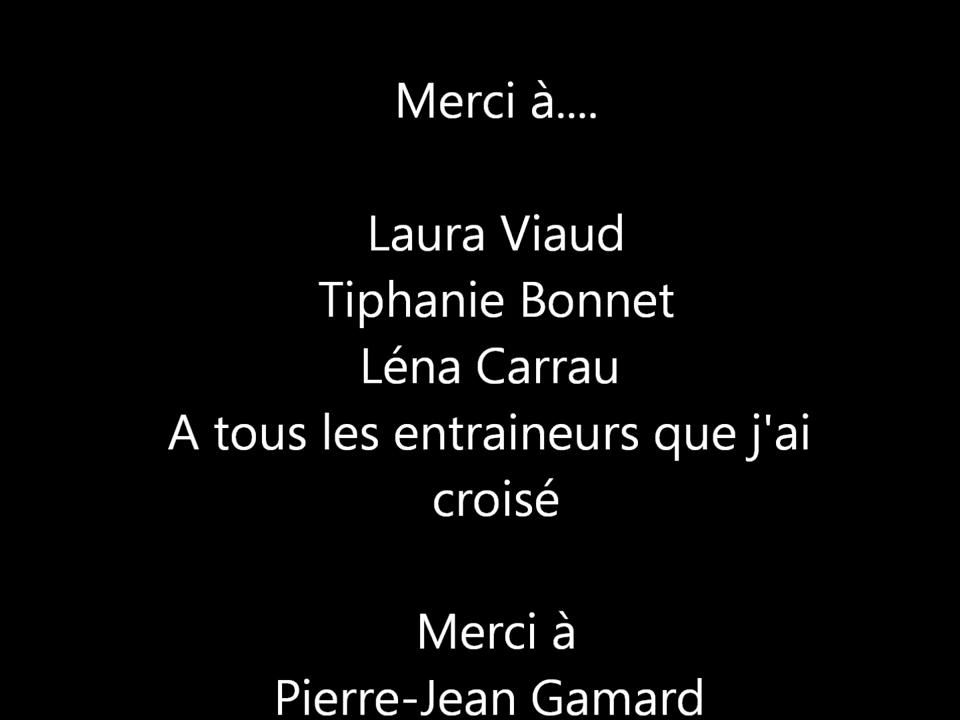 Merci à....
Laura Viaud
Tiphanie Bonnet
Léna Carrau
A tous les entraineurs que j'ai
croisé
Merci à
Pierre-Jean Gamard